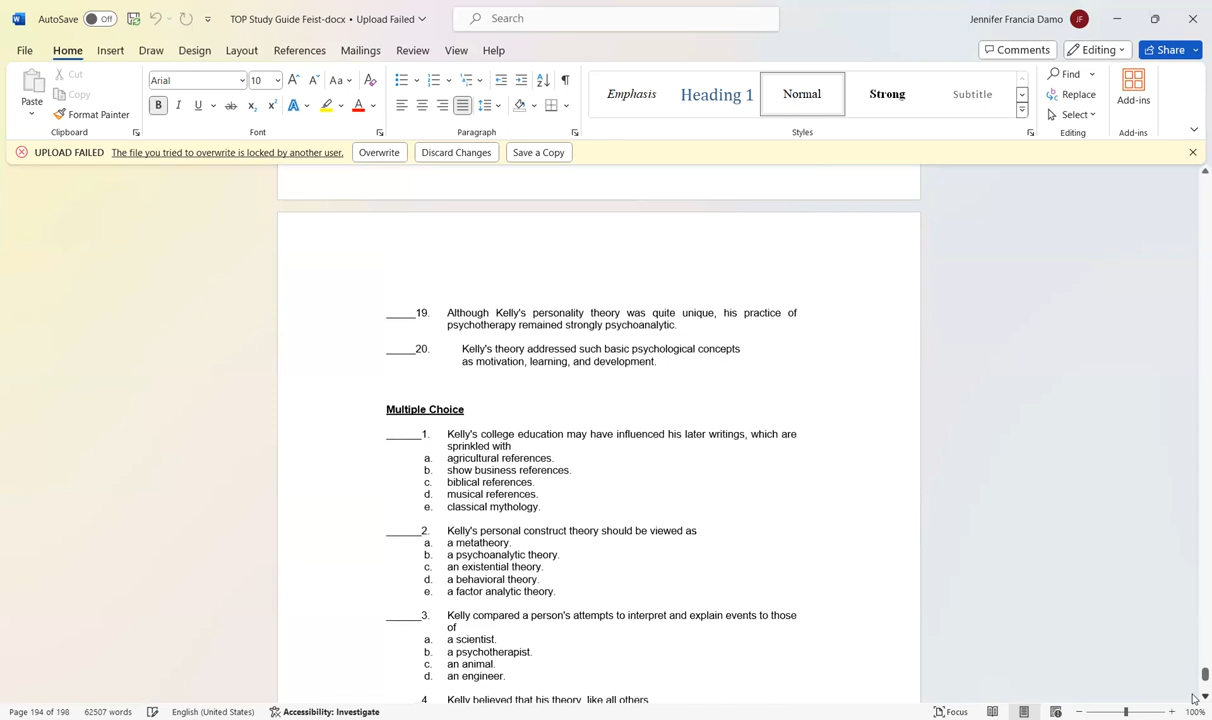 AutoSave Off TOP Study Guide Feist-docx • Upload Failed Search Jennifer Francia Damo JF
File Home Insert Draw Design Layout References Mailings Review View Help Comments Editing Share
Paste Cut Copy Format Painter Clipboard
Arial 10 Font
Paragraph
Emphasis Heading 1 Normal Strong Subtitle Styles
Find Replace Select Editing
Add-ins Add-ins
UPLOAD FAILED The file you tried to overwrite is locked by another user. Overwrite Discard Changes Save a Copy
_____19. Although Kelly's personality theory was quite unique, his practice of
psychotherapy remained strongly psychoanalytic.
_____20. Kelly's theory addressed such basic psychological concepts
as motivation, learning, and development.
Multiple Choice
______1. Kelly's college education may have influenced his later writings, which are
sprinkled with
a. agricultural references.
b. show business references.
c. biblical references.
d. musical references.
e. classical mythology.
______2. Kelly's personal construct theory should be viewed as
a. a metatheory.
b. a psychoanalytic theory.
c. an existential theory.
d. a behavioral theory.
e. a factor analytic theory.
______3. Kelly compared a person's attempts to interpret and explain events to those
of
a. a scientist.
b. a psychotherapist.
c. an animal.
d. an engineer.
4. Kelly believed that his theory, like all others
Page 194 of 198 62507 words English (United States) Accessibility: Investigate Focus 100%